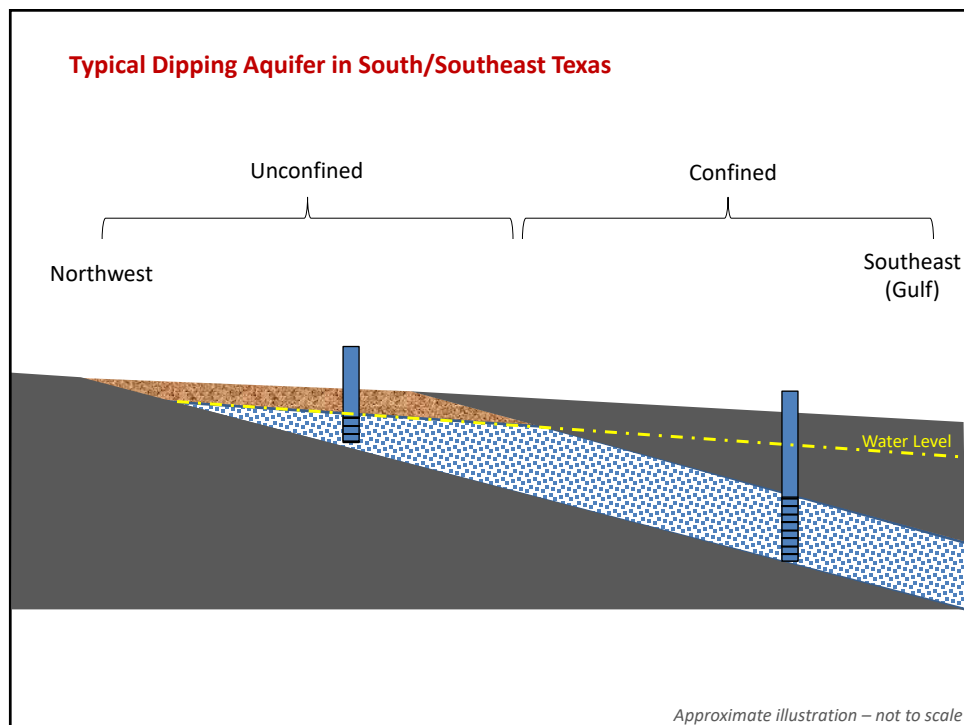 Typical Dipping Aquifer in South/Southeast Texas
Unconfined
Confined
Northwest
Southeast
(Gulf)
Water Level
Approximate illustration – not to scale